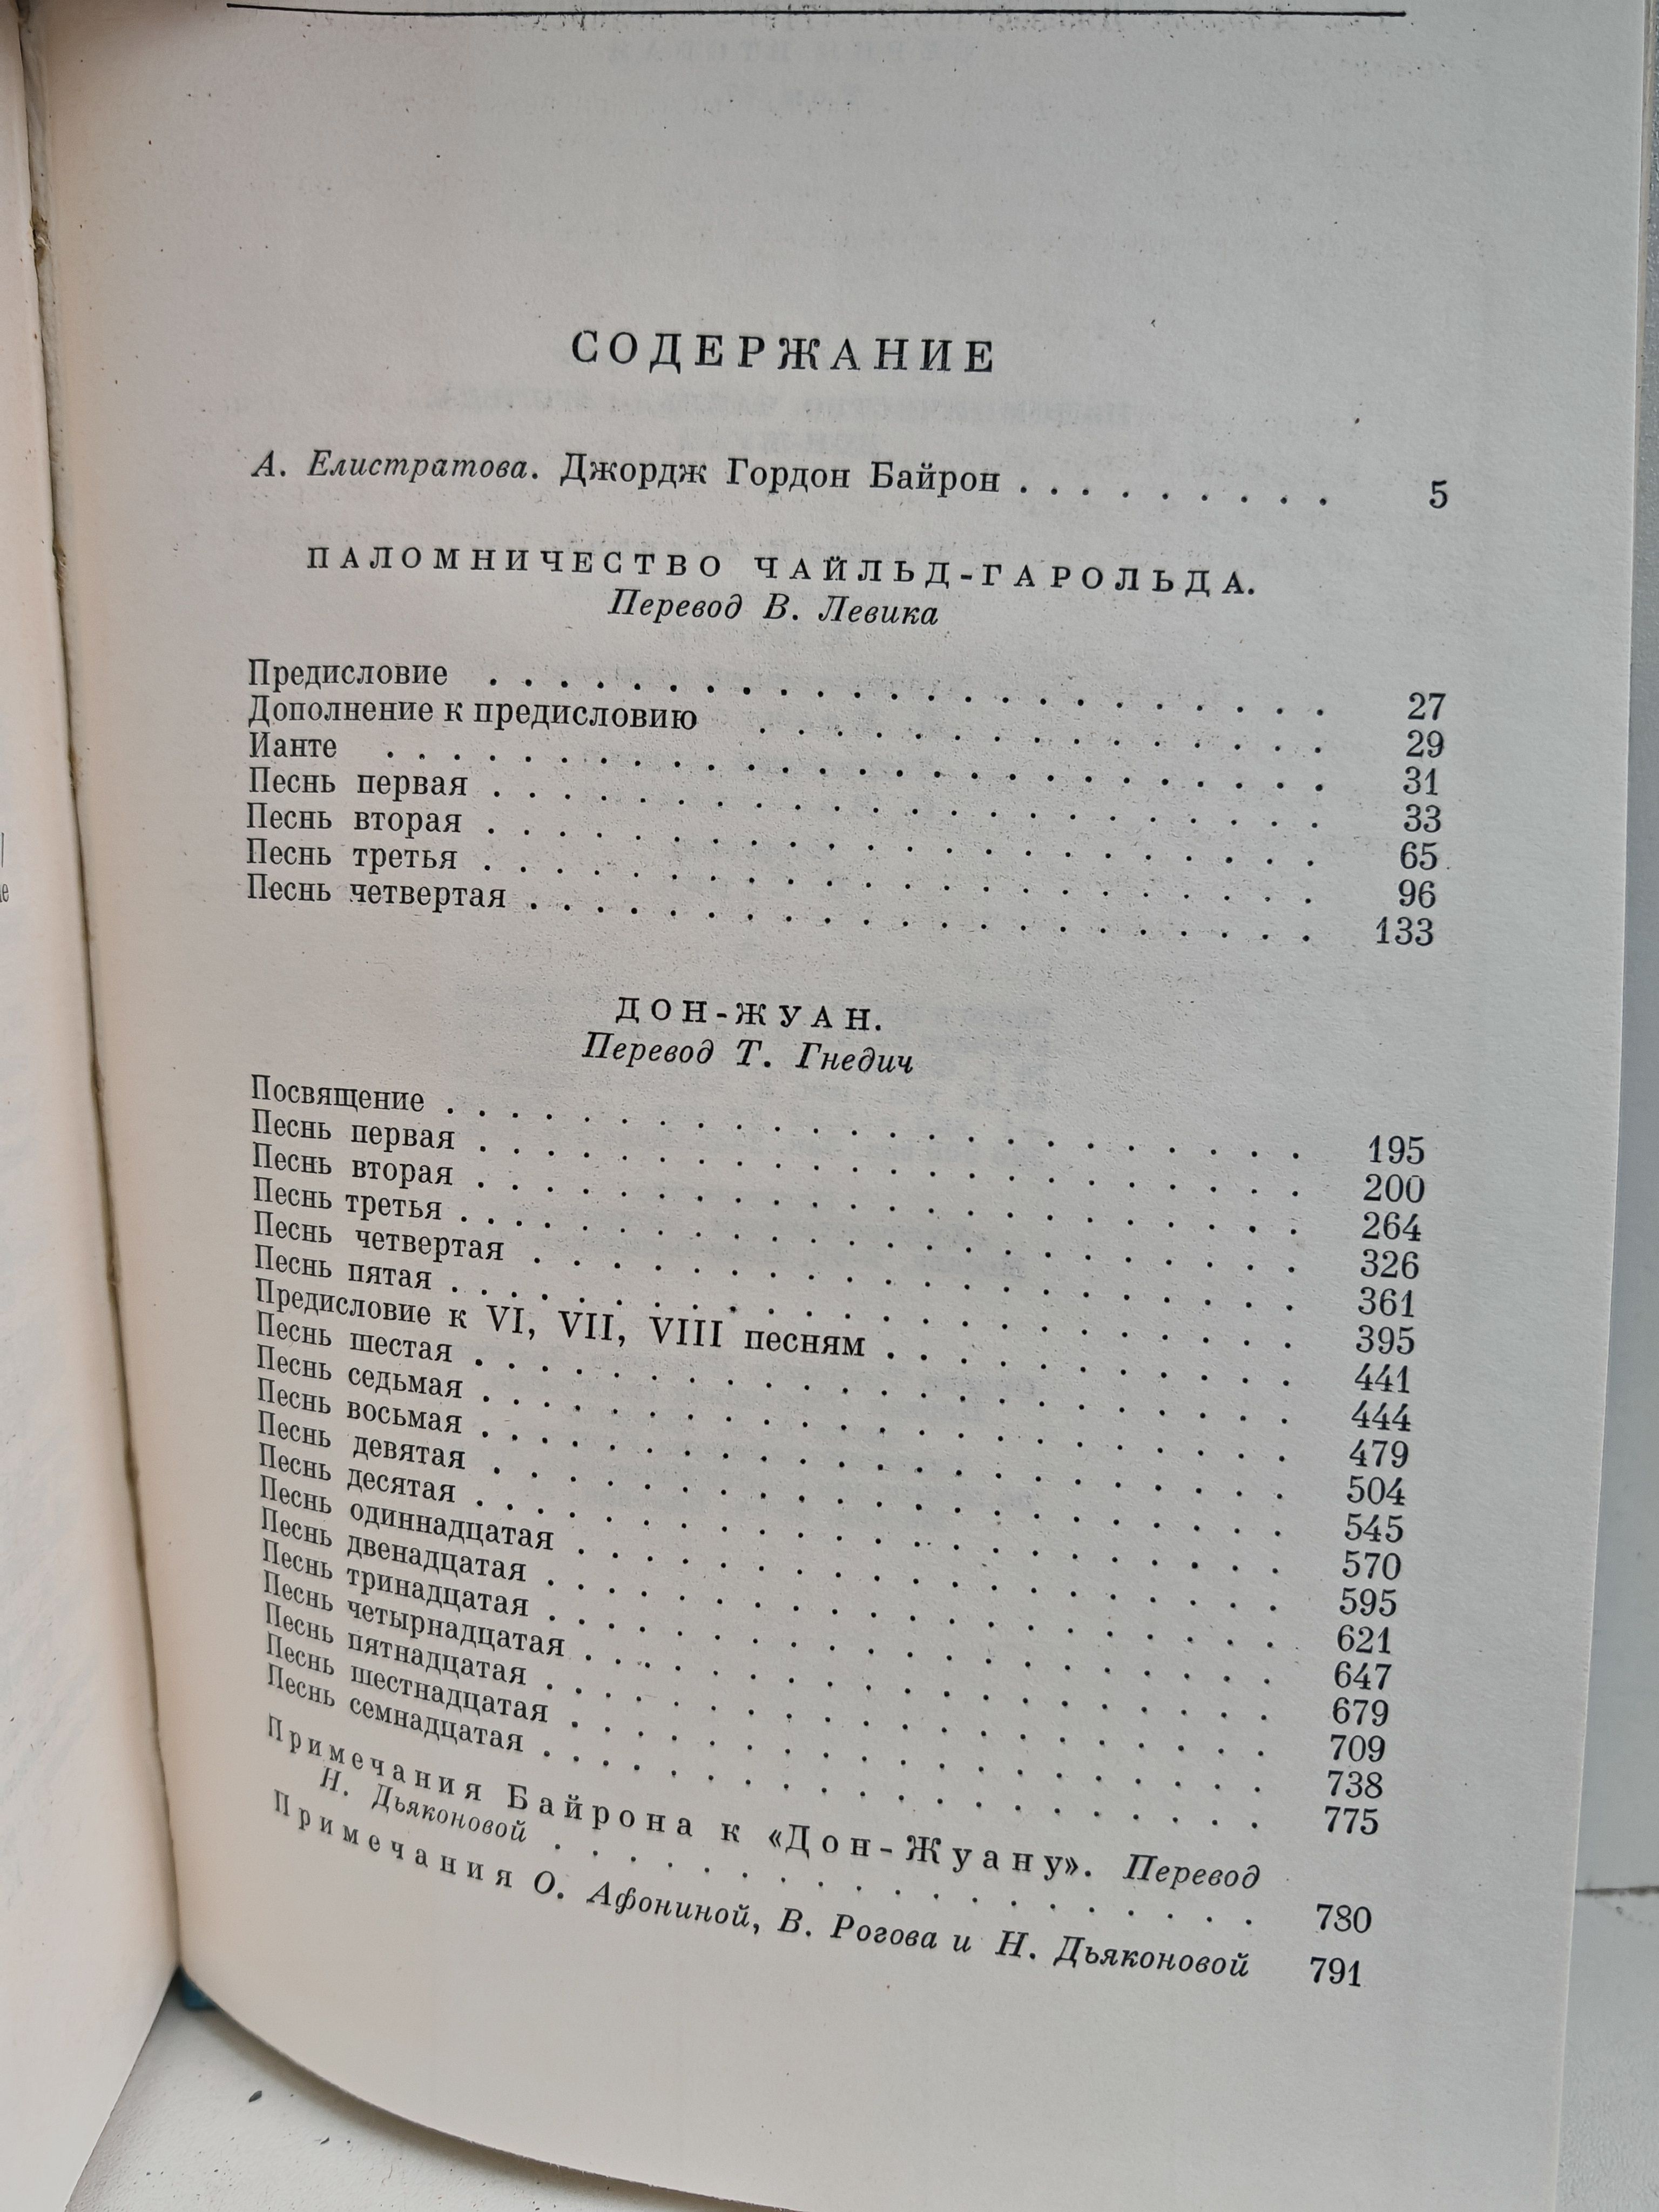 СОДЕРЖАНИЕ
А. Елистратова. Джордж Гордон Байрон . . . . . . . . . 5
ПАЛОМНИЧЕСТВО ЧАЙЛЬД-ГАРОЛЬДА.
Перевод В. Левика
Предисловие . . . . . . . . . . . . . . . . . . . . 27
Дополнение к предисловию . . . . . . . . . . . . . 29
Ианте . . . . . . . . . . . . . . . . . . . . . . 31
Песнь первая . . . . . . . . . . . . . . . . . . . 33
Песнь вторая . . . . . . . . . . . . . . . . . . . 65
Песнь третья . . . . . . . . . . . . . . . . . . . 96
Песнь четвертая . . . . . . . . . . . . . . . . . 133
ДОН-ЖУАН.
Перевод Т. Гнедич
Посвящение . . . . . . . . . . . . . . . . . . . 195
Песнь первая . . . . . . . . . . . . . . . . . . 200
Песнь вторая . . . . . . . . . . . . . . . . . . 264
Песнь третья . . . . . . . . . . . . . . . . . . 326
Песнь четвертая . . . . . . . . . . . . . . . . 361
Песнь пятая . . . . . . . . . . . . . . . . . . 395
Предисловие к VI, VII, VIII песням . . . . . . . . 441
Песнь шестая . . . . . . . . . . . . . . . . . . 444
Песнь седьмая . . . . . . . . . . . . . . . . . 479
Песнь восьмая . . . . . . . . . . . . . . . . . 504
Песнь девятая . . . . . . . . . . . . . . . . . 545
Песнь десятая . . . . . . . . . . . . . . . . . 570
Песнь одиннадцатая . . . . . . . . . . . . . . . 595
Песнь двенадцатая . . . . . . . . . . . . . . . 621
Песнь тринадцатая . . . . . . . . . . . . . . . 647
Песнь четырнадцатая . . . . . . . . . . . . . . 679
Песнь пятнадцатая . . . . . . . . . . . . . . . 709
Песнь шестнадцатая . . . . . . . . . . . . . . . 738
Песнь семнадцатая . . . . . . . . . . . . . . . 775
Примечания Байрона к «Дон-Жуану». Перевод
Н. Дьяконовой . . . . . . . . . . . . . . . . 780
Примечания О. Афониной, В. Рогова и Н. Дьяконовой 791